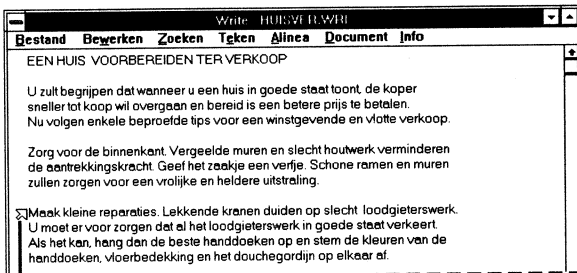 Write HUISVER.WRI
Bestand Bewerken Zoeken Teken Alinea Document Info
EEN HUIS VOORBEREIDEN TER VERKOOP
U zult begrijpen dat wanneer u een huis in goede staat toont, de koper
sneller tot koop wil overgaan en bereid is een betere prijs te betalen.
Nu volgen enkele beproefde tips voor een winstgevende en vlotte verkoop.
Zorg voor de binnenkant. Vergeelde muren en slecht houtwerk verminderen
de aantrekkingskracht. Geef het zaakje een verfje. Schone ramen en muren
zullen zorgen voor een vrolijke en heldere uitstraling.
Maak kleine reparaties. Lekkende kranen duiden op slecht loodgieterswerk.
U moet er voor zorgen dat al het loodgieterswerk in goede staat verkeert.
Als het kan, hang dan de beste handdoeken op en stem de kleuren van de
handdoeken, vloerbedekking en het douchegordijn op elkaar af.